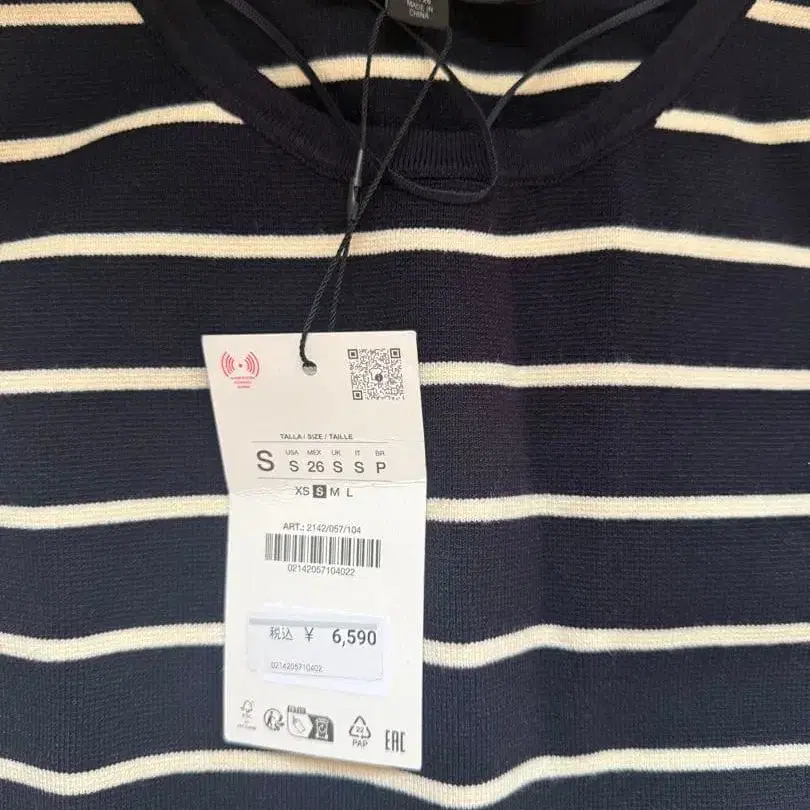 MADE IN
CHINA
TALLA / SIZE / TAILLE
USA MEX UK IT BR
S S 26 S S P
XS S M L
ART.: 2142/057/104
02142057104022
税込 ¥ 6,590
0214205710402
22
PAP
EAC